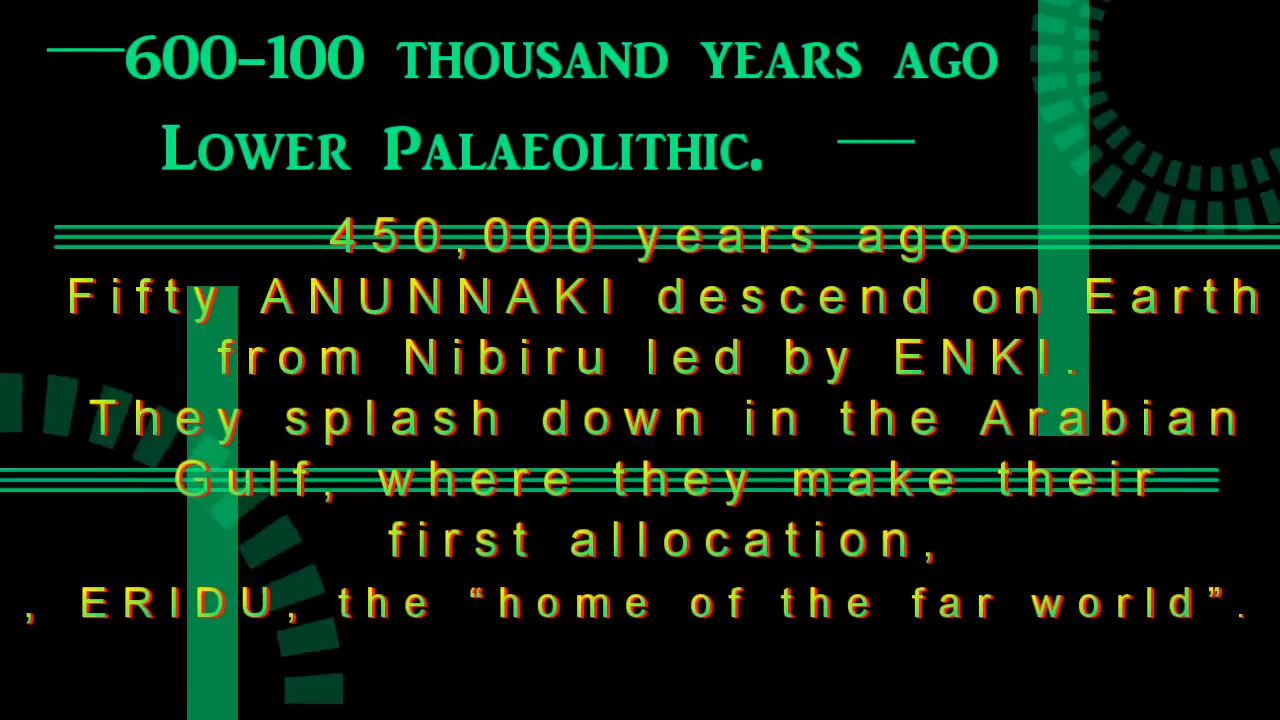 600–100 THOUSAND YEARS AGO
LOWER PALAEOLITHIC.
450,000 years ago
Fifty ANUNNAKI descend on Earth
from Nibiru led by ENKI.
They splash down in the Arabian
Gulf, where they make their
first allocation,
, ERIDU, the “home of the far world”.